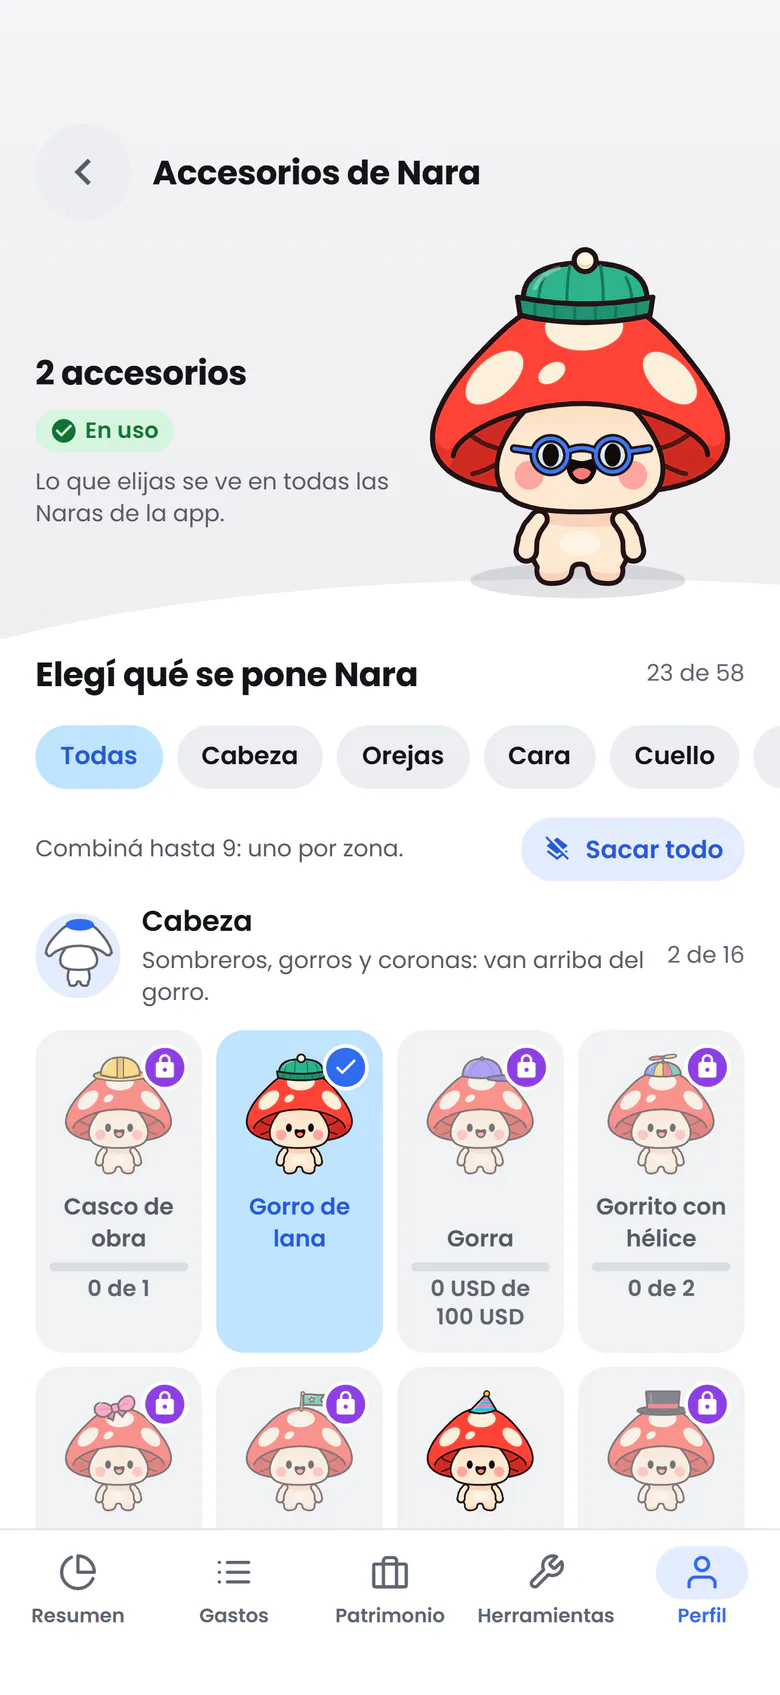 Accesorios de Nara
2 accesorios
En uso
Lo que elijas se ve en todas las
Naras de la app.
Elegí qué se pone Nara
23 de 58
Todas
Cabeza
Orejas
Cara
Cuello
Combiná hasta 9: uno por zona.
Sacar todo
Cabeza
Sombreros, gorros y coronas: van arriba del
gorro.
2 de 16
Casco de
obra
0 de 1
Gorro de
lana
Gorra
0 USD de
100 USD
Gorrito con
hélice
0 de 2
Resumen
Gastos
Patrimonio
Herramientas
Perfil